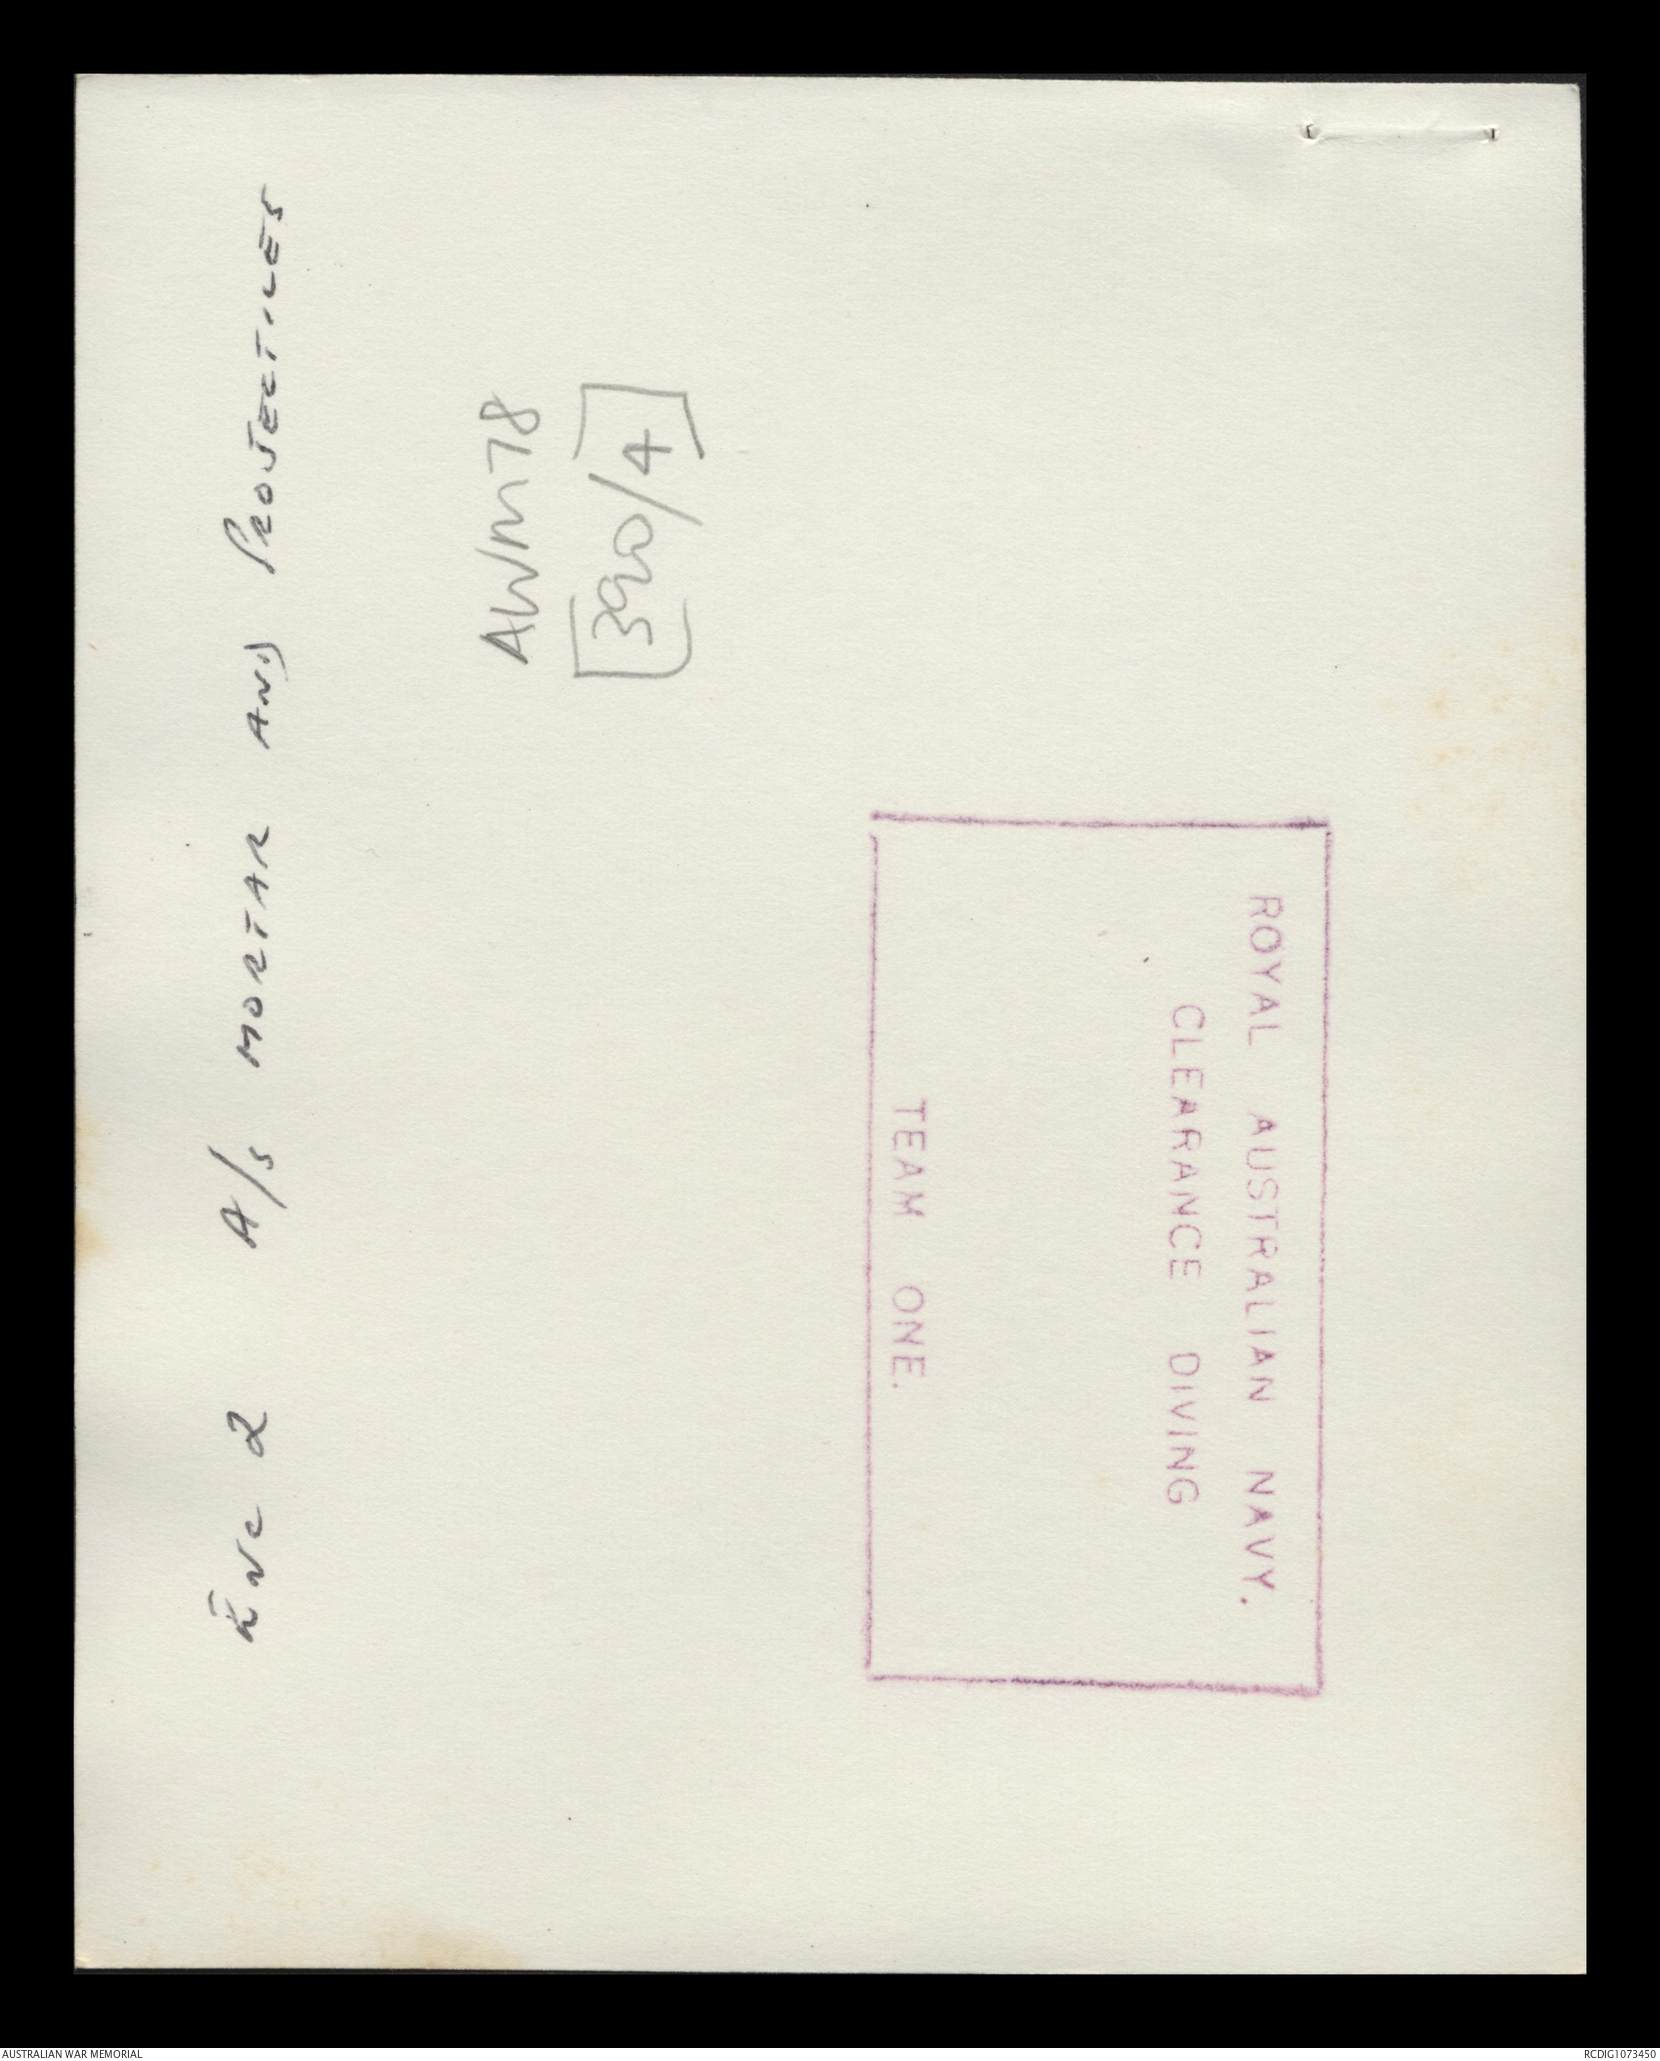 ENC 2 A/S MORTAR AND PROJECTILES
AWM78
[390/4]
ROYAL AUSTRALIAN NAVY.
CLEARANCE DIVING
TEAM ONE.
AUSTRALIAN WAR MEMORIAL
RCDIG1073450